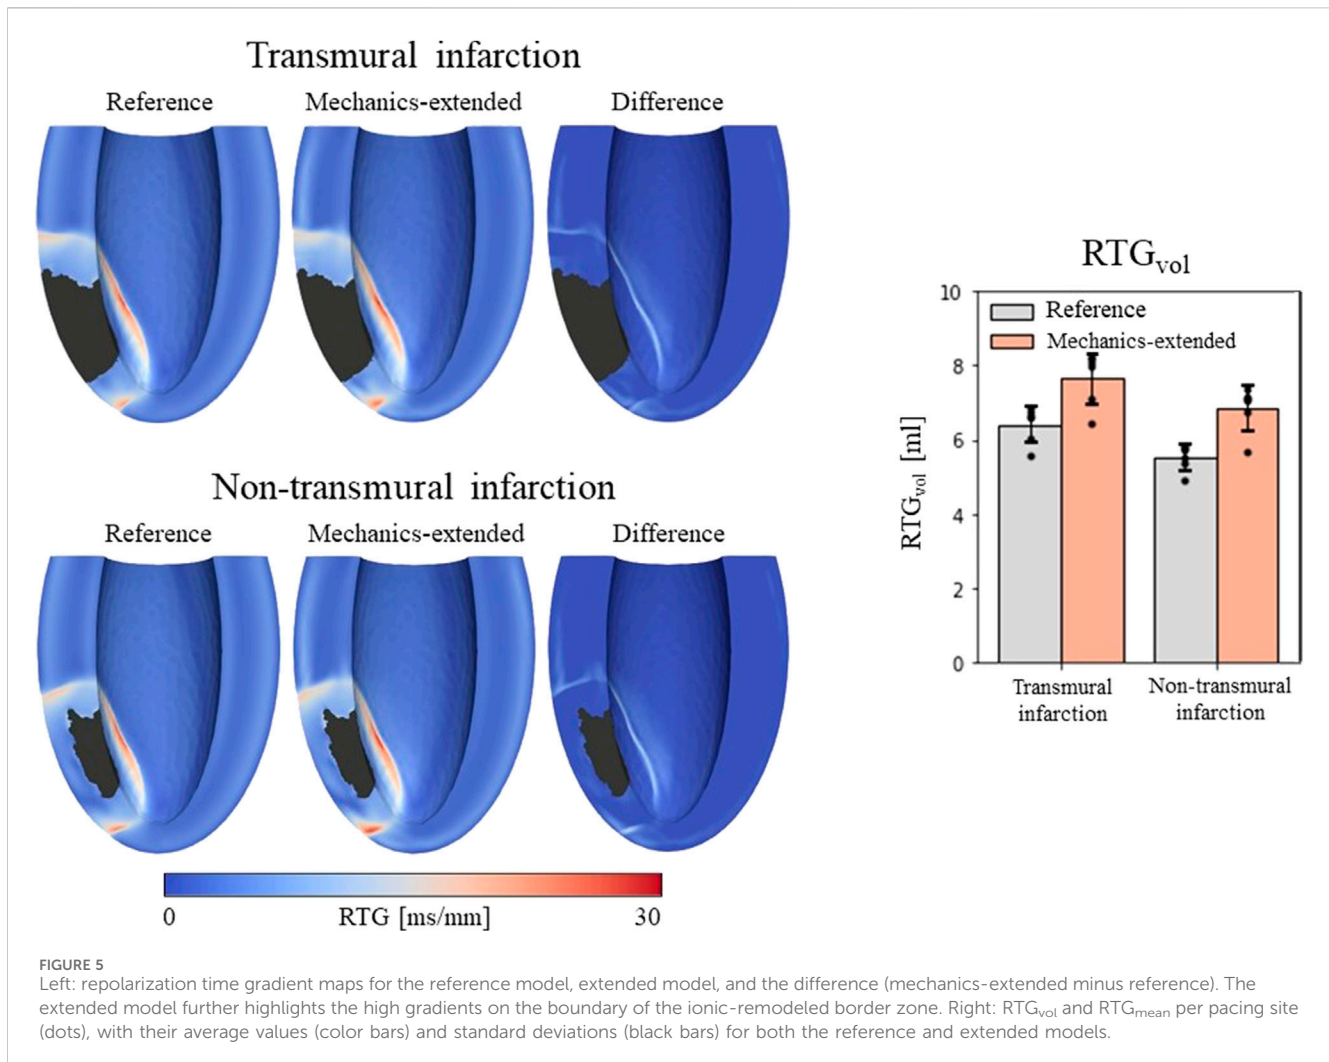 Transmural infarction
Reference Mechanics-extended Difference
Non-transmural infarction
Reference Mechanics-extended Difference
0 RTG [ms/mm] 30
RTGvol
10
8
6
4
2
0
RTGvol [ml]
Reference
Mechanics-extended
Transmural
infarction
Non-transmural
infarction
FIGURE 5
Left: repolarization time gradient maps for the reference model, extended model, and the difference (mechanics-extended minus reference). The
extended model further highlights the high gradients on the boundary of the ionic-remodeled border zone. Right: RTGvol and RTGmean per pacing site
(dots), with their average values (color bars) and standard deviations (black bars) for both the reference and extended models.